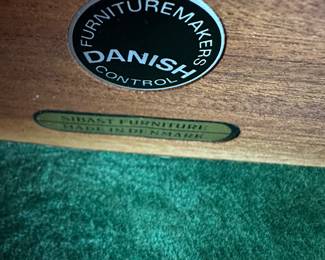 FURNITUREMAKERS
DANISH
CONTROL
SIBAST FURNITURE
MADE IN DENMARK